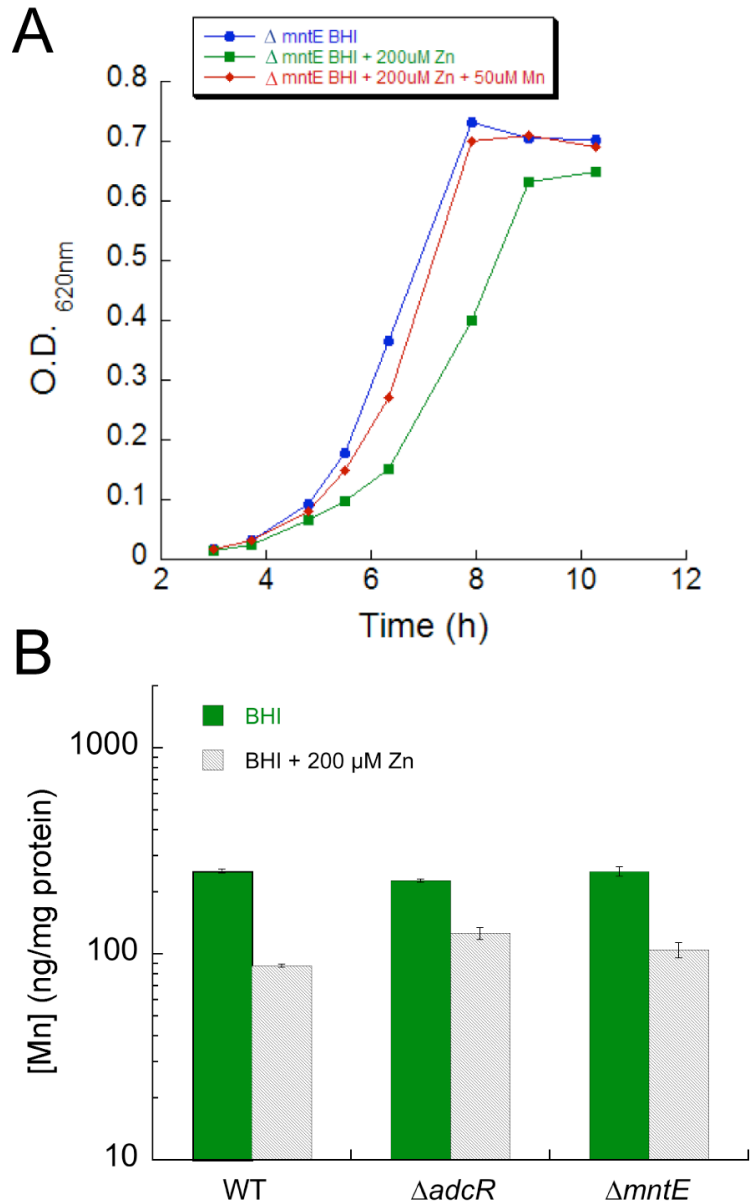 A
Δ mntE BHI
Δ mntE BHI + 200uM Zn
Δ mntE BHI + 200uM Zn + 50uM Mn
0.8
0.7
0.6
0.5
0.4
0.3
0.2
0.1
0
O.D. 620nm
2 4 6 8 10 12
Time (h)
B
BHI
BHI + 200 µM Zn
1000
100
10
[Mn] (ng/mg protein)
WT ΔadcR ΔmntE